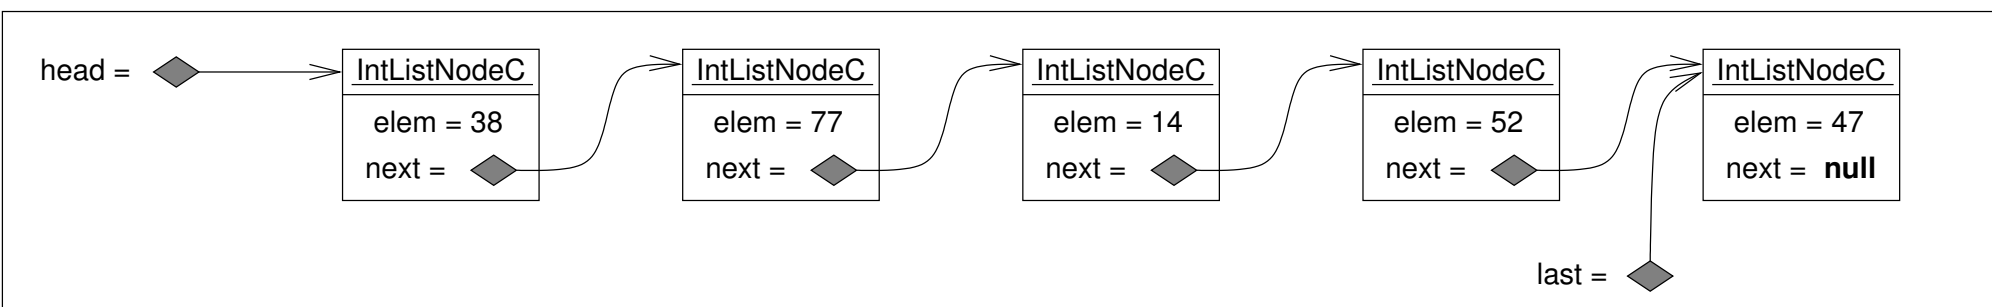 head =
IntListNodeC
elem = 38
next =
IntListNodeC
elem = 77
next =
IntListNodeC
elem = 14
next =
IntListNodeC
elem = 52
next =
IntListNodeC
elem = 47
next = null
last =